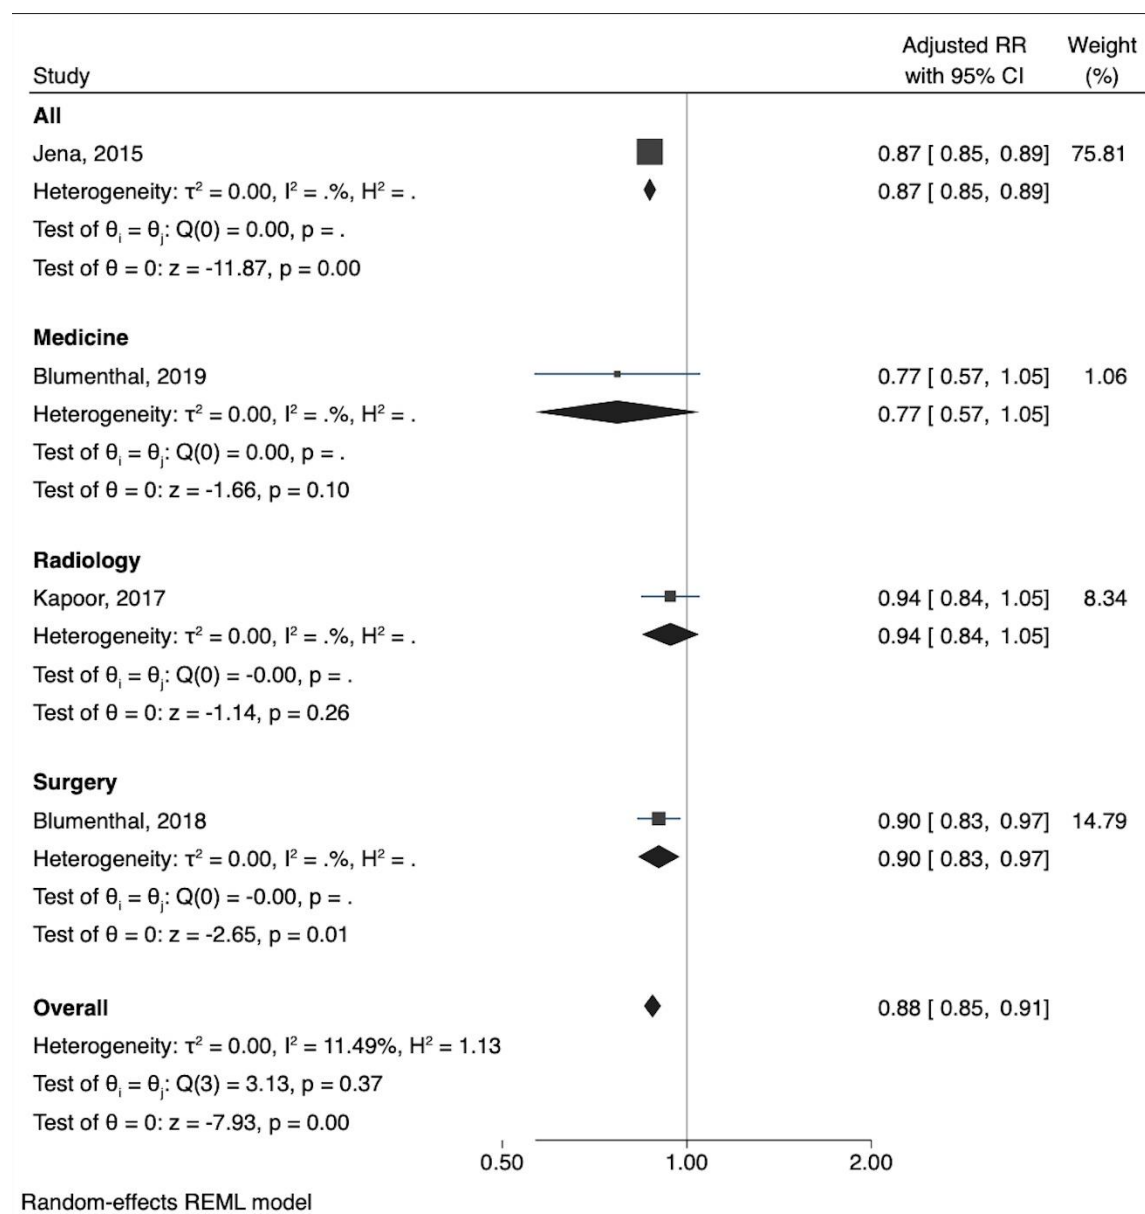 Adjusted RR Weight
Study with 95% CI (%)
All
Jena, 2015 0.87 [ 0.85, 0.89] 75.81
Heterogeneity: τ² = 0.00, I² = .%, H² = . 0.87 [ 0.85, 0.89]
Test of θᵢ = θⱼ: Q(0) = 0.00, p = .
Test of θ = 0: z = -11.87, p = 0.00
Medicine
Blumenthal, 2019 0.77 [ 0.57, 1.05] 1.06
Heterogeneity: τ² = 0.00, I² = .%, H² = . 0.77 [ 0.57, 1.05]
Test of θᵢ = θⱼ: Q(0) = 0.00, p = .
Test of θ = 0: z = -1.66, p = 0.10
Radiology
Kapoor, 2017 0.94 [ 0.84, 1.05] 8.34
Heterogeneity: τ² = 0.00, I² = .%, H² = . 0.94 [ 0.84, 1.05]
Test of θᵢ = θⱼ: Q(0) = -0.00, p = .
Test of θ = 0: z = -1.14, p = 0.26
Surgery
Blumenthal, 2018 0.90 [ 0.83, 0.97] 14.79
Heterogeneity: τ² = 0.00, I² = .%, H² = . 0.90 [ 0.83, 0.97]
Test of θᵢ = θⱼ: Q(0) = -0.00, p = .
Test of θ = 0: z = -2.65, p = 0.01
Overall 0.88 [ 0.85, 0.91]
Heterogeneity: τ² = 0.00, I² = 11.49%, H² = 1.13
Test of θᵢ = θⱼ: Q(3) = 3.13, p = 0.37
Test of θ = 0: z = -7.93, p = 0.00
0.50 1.00 2.00
Random-effects REML model